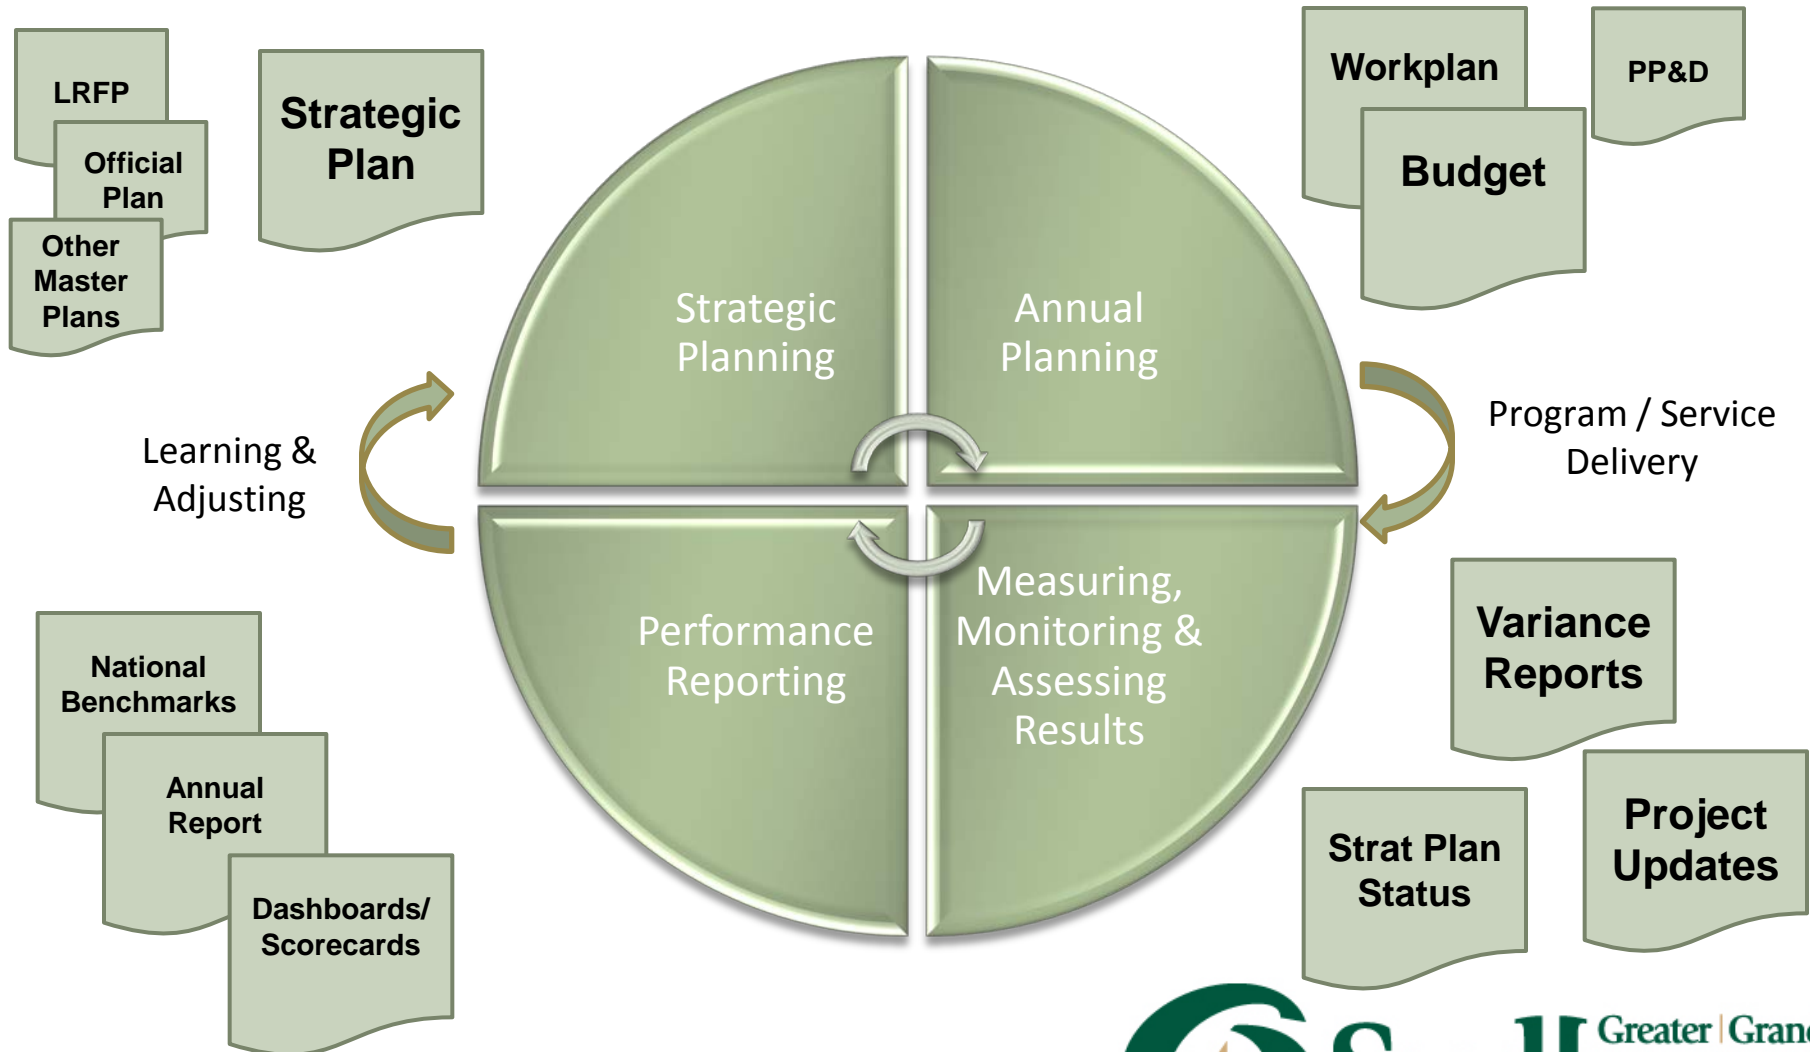 LRFP
Official
Plan
Other
Master
Plans
Strategic
Plan
Workplan
Budget
PP&D
Strategic
Planning
Annual
Planning
Learning &
Adjusting
Program / Service
Delivery
Performance
Reporting
Measuring,
Monitoring &
Assessing
Results
National
Benchmarks
Annual
Report
Dashboards/
Scorecards
Variance
Reports
Strat Plan
Status
Project
Updates
Greater